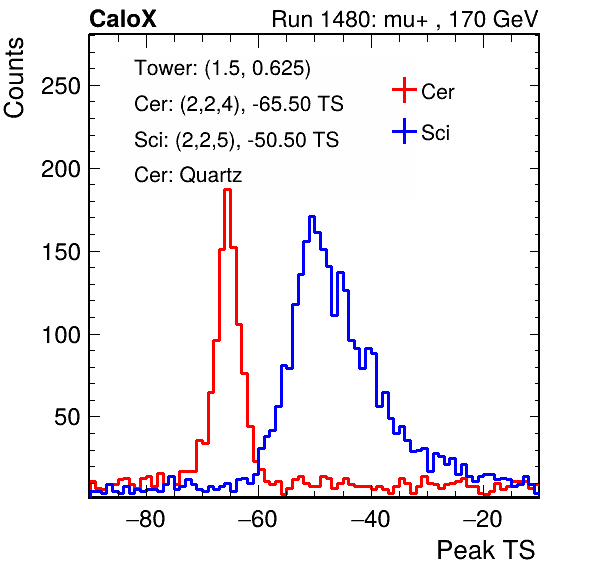 CaloX Run 1480: mu+ , 170 GeV
Counts
Tower: (1.5, 0.625)
Cer: (2,2,4), -65.50 TS
Sci: (2,2,5), -50.50 TS
Cer: Quartz
Cer
Sci
250
200
150
100
50
−80 −60 −40 −20
Peak TS